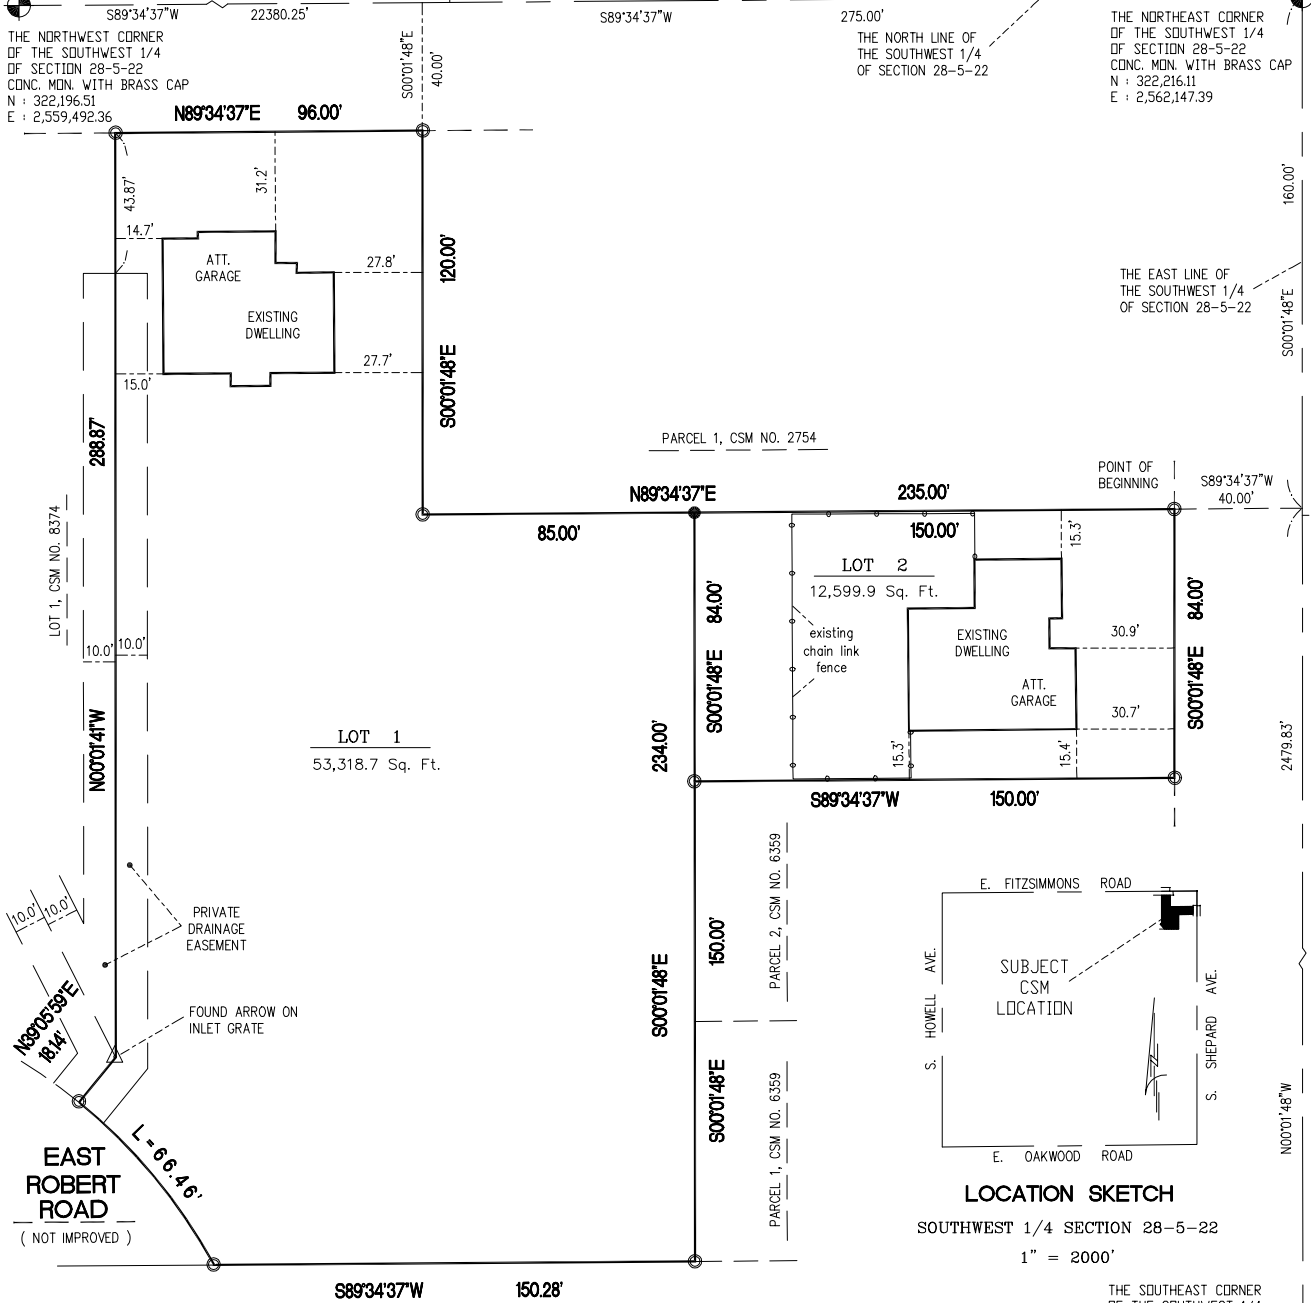 S89°34'37"W 22380.25' S89°34'37"W 275.00'
THE NORTHWEST CORNER
OF THE SOUTHWEST 1/4
OF SECTION 28-5-22
CONC. MON. WITH BRASS CAP
N : 322,196.51
E : 2,559,492.36
S00°01'48"E
40.00'
THE NORTH LINE OF
THE SOUTHWEST 1/4
OF SECTION 28-5-22
THE NORTHEAST CORNER
OF THE SOUTHWEST 1/4
OF SECTION 28-5-22
CONC. MON. WITH BRASS CAP
N : 322,216.11
E : 2,562,147.39
N89°34'37"E 96.00'
43.87'
31.2'
14.7'
ATT.
GARAGE
27.8'
EXISTING
DWELLING
27.7'
15.0'
120.00'
S00°01'48"E
160.00'
THE EAST LINE OF
THE SOUTHWEST 1/4
OF SECTION 28-5-22
S00°01'48"E
288.87'
PARCEL 1, CSM NO. 2754
POINT OF
BEGINNING
S89°34'37"W
40.00'
N89°34'37"E 235.00'
85.00'
150.00'
15.3'
LOT 1, CSM NO. 8374
LOT 2
12,599.9 Sq. Ft.
84.00'
S00°01'48"E
84.00'
S00°01'48"E
existing
chain link
fence
EXISTING
DWELLING
ATT.
GARAGE
30.9'
30.7'
15.3'
15.4'
10.0' 10.0'
N00°01'41"W
LOT 1
53,318.7 Sq. Ft.
234.00'
2479.83'
S89°34'37"W 150.00'
PARCEL 2, CSM NO. 6359
10.0' 10.0'
PRIVATE
DRAINAGE
EASEMENT
150.00'
S00°01'48"E
N39°05'59"E
18.14'
FOUND ARROW ON
INLET GRATE
S00°01'48"E
PARCEL 1, CSM NO. 6359
E. FITZSIMMONS ROAD
S. HOWELL AVE.
SUBJECT
CSM
LOCATION
S. SHEPARD AVE.
E. OAKWOOD ROAD
N00°01'48"W
L = 66.46'
EAST
ROBERT
ROAD
( NOT IMPROVED )
LOCATION SKETCH
SOUTHWEST 1/4 SECTION 28-5-22
1" = 2000'
S89°34'37"W 150.28'
THE SOUTHEAST CORNER
OF THE SOUTHWEST 1/4